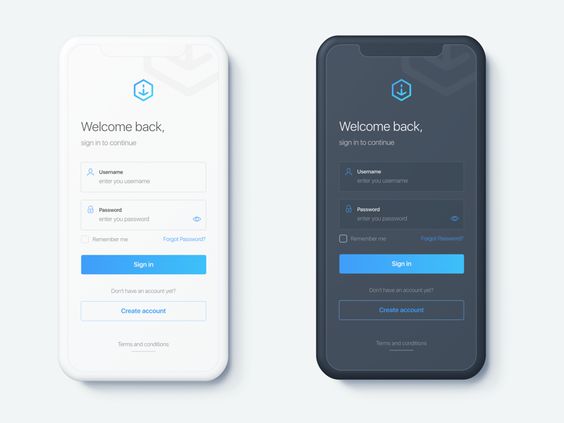 Welcome back,
sign in to continue
Username
enter you username
Password
enter you password
Remember me
Forgot Password?
Sign in
Don't have an account yet?
Create account
Terms and conditions
Welcome back,
sign in to continue
Username
enter you username
Password
enter you password
Remember me
Forgot Password?
Sign in
Don't have an account yet?
Create account
Terms and conditions